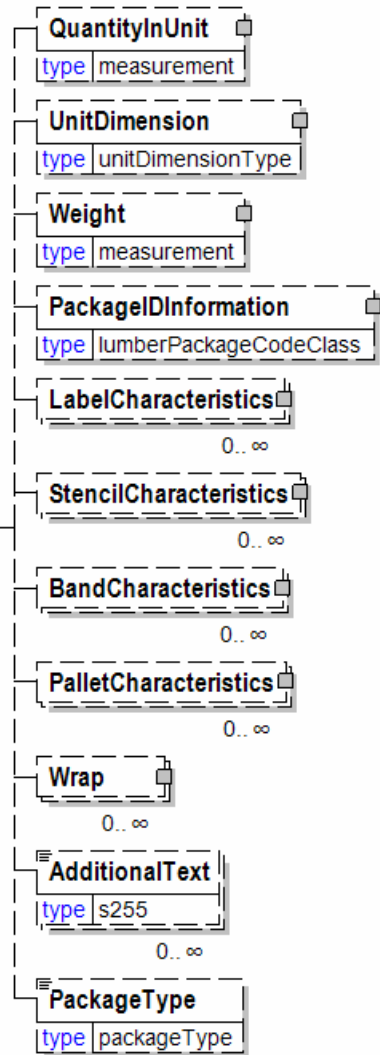 QuantityInUnit
type measurement
UnitDimension
type unitDimensionType
Weight
type measurement
PackageIDInformation
type lumberPackageCodeClass
LabelCharacteristics
0.. ∞
StencilCharacteristics
0.. ∞
BandCharacteristics
0.. ∞
PalletCharacteristics
0.. ∞
Wrap
0.. ∞
AdditionalText
type s255
0.. ∞
PackageType
type packageType